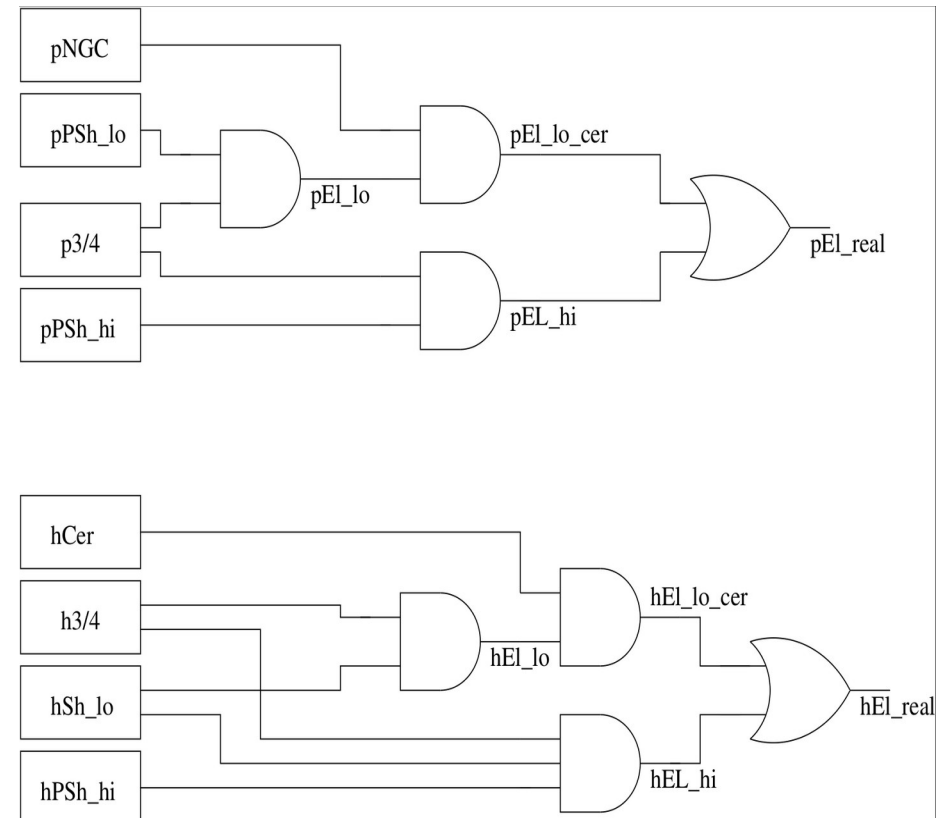 pNGC
pPSh_lo
p3/4
pPSh_hi
pEl_lo
pEl_lo_cer
pEL_hi
pEl_real
hCer
h3/4
hSh_lo
hPSh_hi
hEl_lo
hEl_lo_cer
hEL_hi
hEl_real